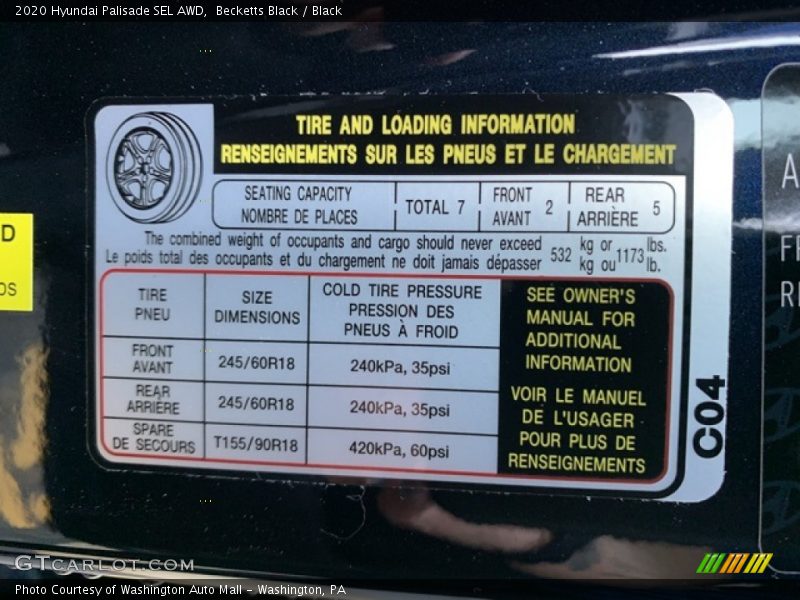 2020 Hyundai Palisade SEL AWD, Becketts Black / Black
TIRE AND LOADING INFORMATION
RENSEIGNEMENTS SUR LES PNEUS ET LE CHARGEMENT
SEATING CAPACITY
NOMBRE DE PLACES
TOTAL 7
FRONT
AVANT 2
REAR
ARRIÈRE 5
The combined weight of occupants and cargo should never exceed
Le poids total des occupants et du chargement ne doit jamais dépasser
532 kg or 1173 lbs.
kg ou lb.
TIRE
PNEU
SIZE
DIMENSIONS
COLD TIRE PRESSURE
PRESSION DES
PNEUS À FROID
FRONT
AVANT
245/60R18
240kPa, 35psi
REAR
ARRIÈRE
245/60R18
240kPa, 35psi
SPARE
DE SECOURS
T155/90R18
420kPa, 60psi
SEE OWNER'S
MANUAL FOR
ADDITIONAL
INFORMATION
VOIR LE MANUEL
DE L'USAGER
POUR PLUS DE
RENSEIGNEMENTS
C04
GTCARLOT.COM
Photo Courtesy of Washington Auto Mall - Washington, PA